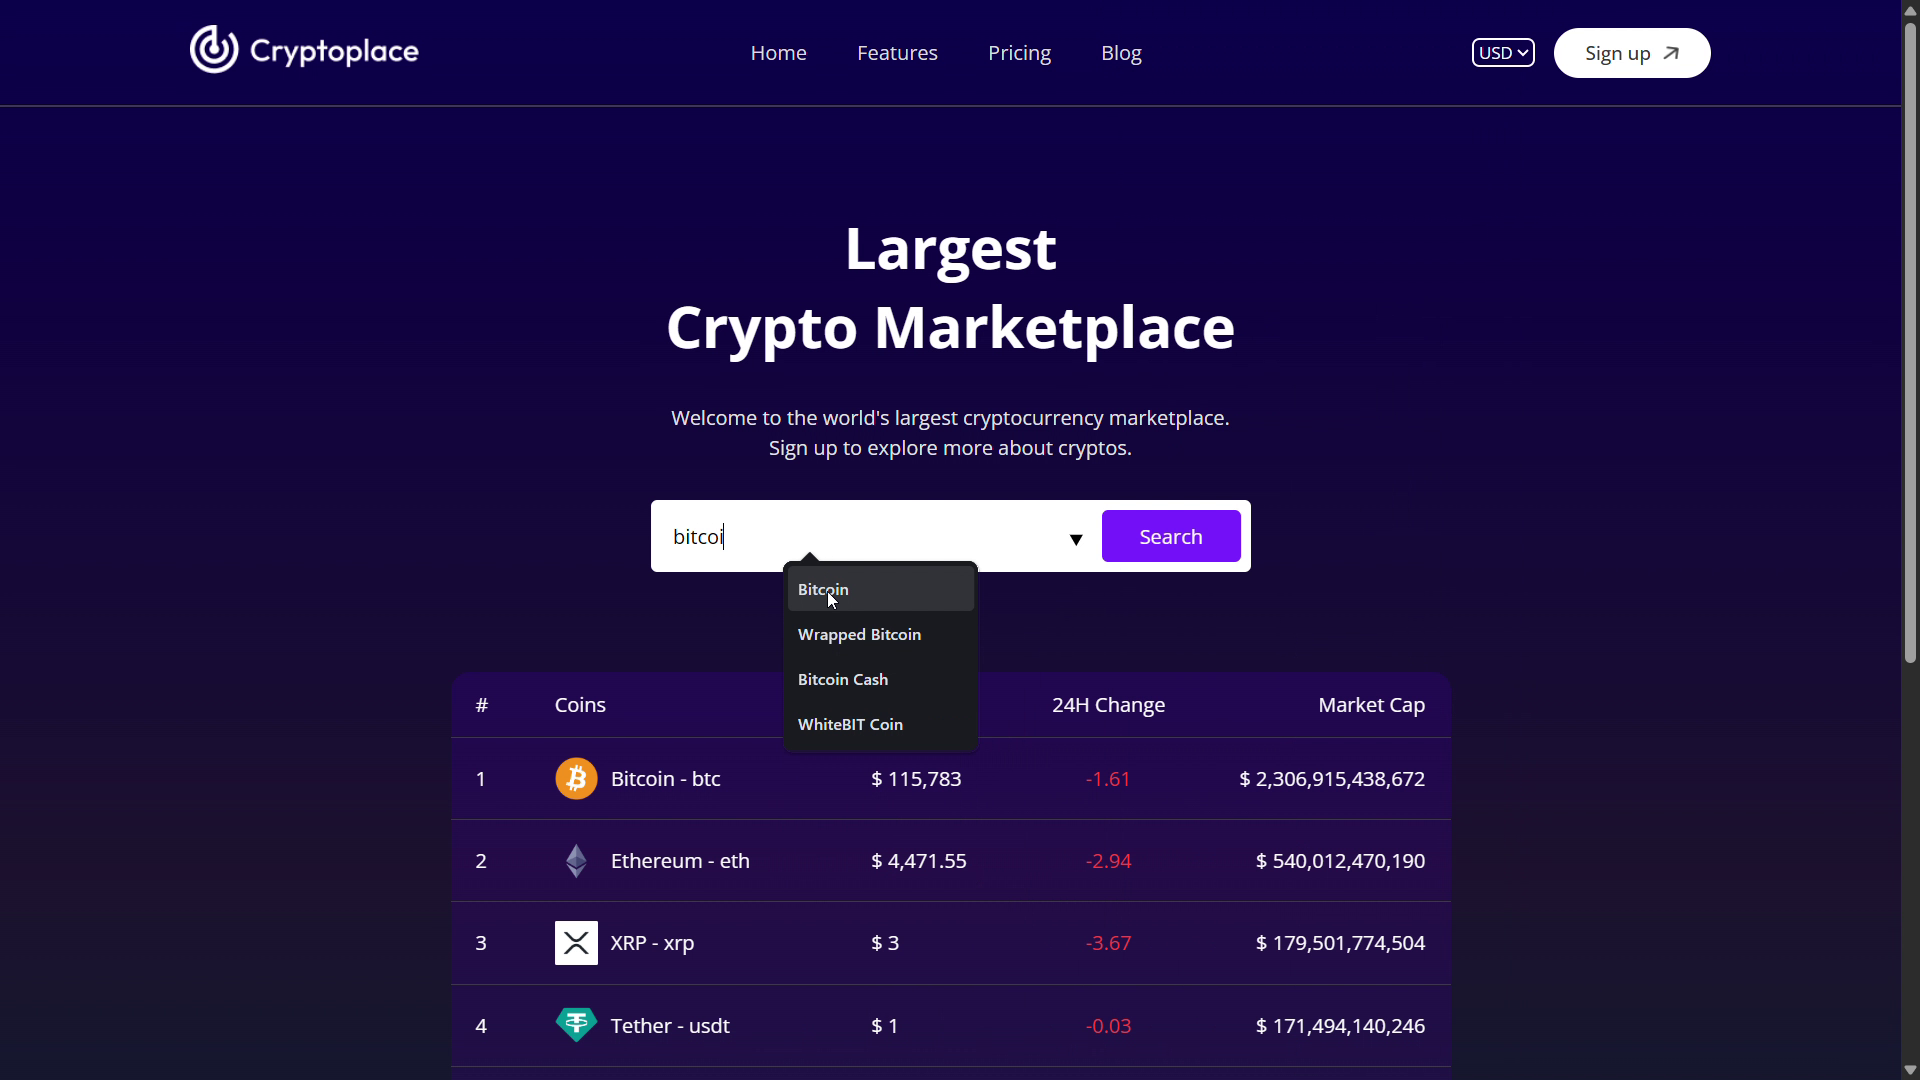 Cryptoplace
Home Features Pricing Blog
USD
Sign up
Largest
Crypto Marketplace
Welcome to the world's largest cryptocurrency marketplace.
Sign up to explore more about cryptos.
bitcoi
Search
Bitcoin
Wrapped Bitcoin
Bitcoin Cash
WhiteBIT Coin
# Coins 24H Change Market Cap
1 Bitcoin - btc $ 115,783 -1.61 $ 2,306,915,438,672
2 Ethereum - eth $ 4,471.55 -2.94 $ 540,012,470,190
3 XRP - xrp $ 3 -3.67 $ 179,501,774,504
4 Tether - usdt $ 1 -0.03 $ 171,494,140,246